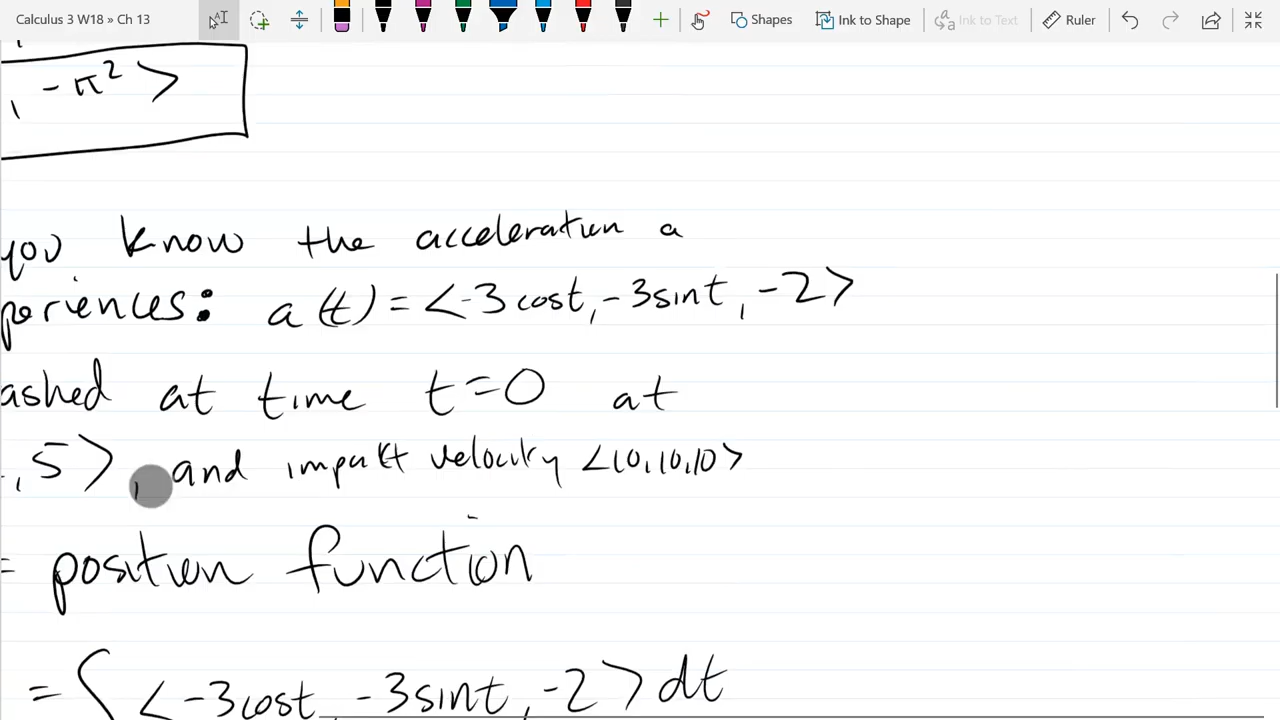 Calculus 3 W18 » Ch 13
Shapes
Ink to Shape
Ink to Text
Ruler
, -π² >
you know the acceleration a
periences: a(t) = <-3cost, -3sint, -2>
ashed at time t=0 at
, 5>, and impakt velocity <10,10,10>
= position function
= ∫ <-3cost, -3sint, -2> dt